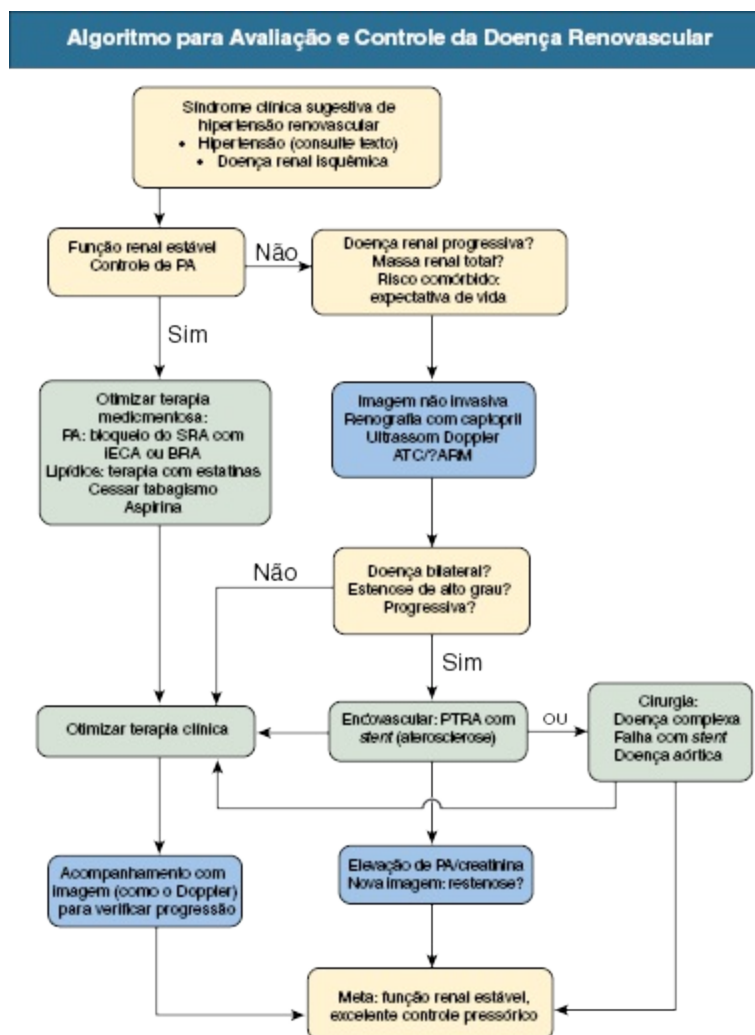 Algoritmo para Avaliação e Controle da Doença Renovascular
Síndrome clínica sugestiva de
hipertensão renovascular
• Hipertensão (consulte texto)
• Doença renal isquêmica
Função renal estável
Controle de PA
Não
Doença renal progressiva?
Massa renal total?
Risco comórbido:
expectativa de vida
Sim
Otimizar terapia
medicmentosa:
PA: bloqueio do SRA com
IECA ou BRA
Lipídios: terapia com estatinas
Cessar tabagismo
Aspirina
Imagem não invasiva
Renografia com captopril
Ultrassom Doppler
ATC/?ARM
Não
Doença bilateral?
Estenose de alto grau?
Progressiva?
Sim
Otimizar terapia clínica
Endovascular: PTRA com
stent (aterosclerose)
OU
Cirurgia:
Doença complexa
Falha com stent
Doença aórtica
Acompanhamento com
imagem (como o Doppler)
para verificar progressão
Elevação de PA/creatinina
Nova imagem: restenose?
Meta: função renal estável,
excelente controle pressórico